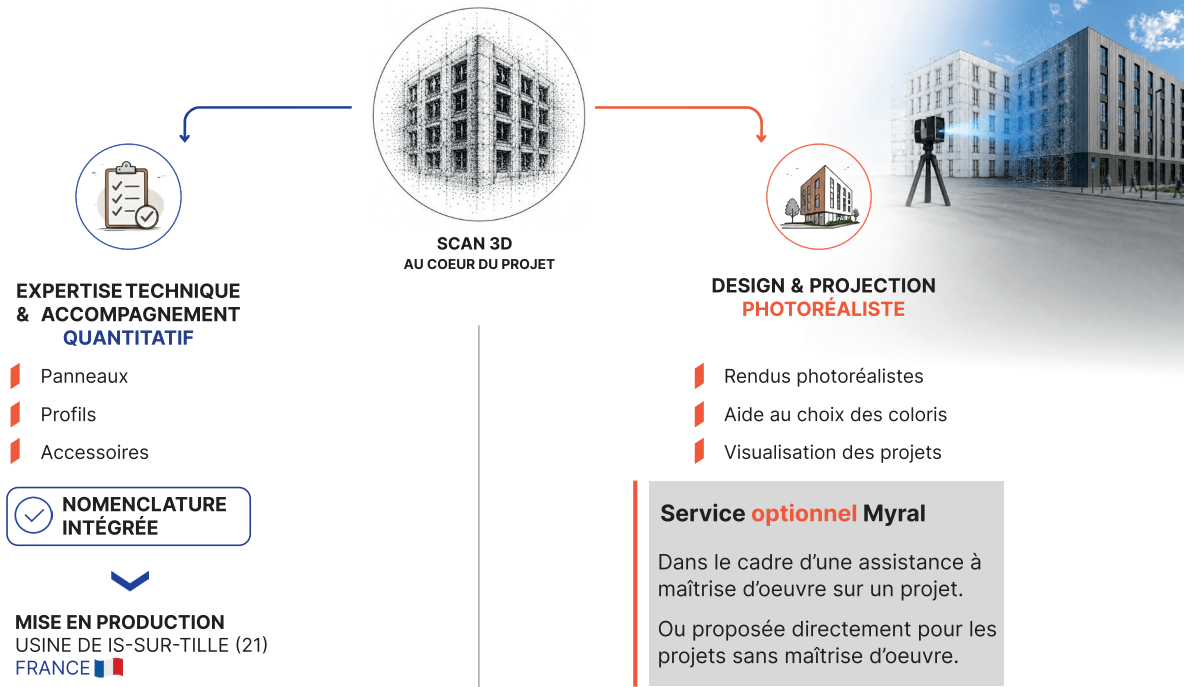 SCAN 3D
AU COEUR DU PROJET
EXPERTISE TECHNIQUE
& ACCOMPAGNEMENT
QUANTITATIF
Panneaux
Profils
Accessoires
NOMENCLATURE
INTÉGRÉE
MISE EN PRODUCTION
USINE DE IS-SUR-TILLE (21)
FRANCE
DESIGN & PROJECTION
PHOTORÉALISTE
Rendus photoréalistes
Aide au choix des coloris
Visualisation des projets
Service optionnel Myral
Dans le cadre d’une assistance à
maîtrise d’oeuvre sur un projet.
Ou proposée directement pour les
projets sans maîtrise d’oeuvre.